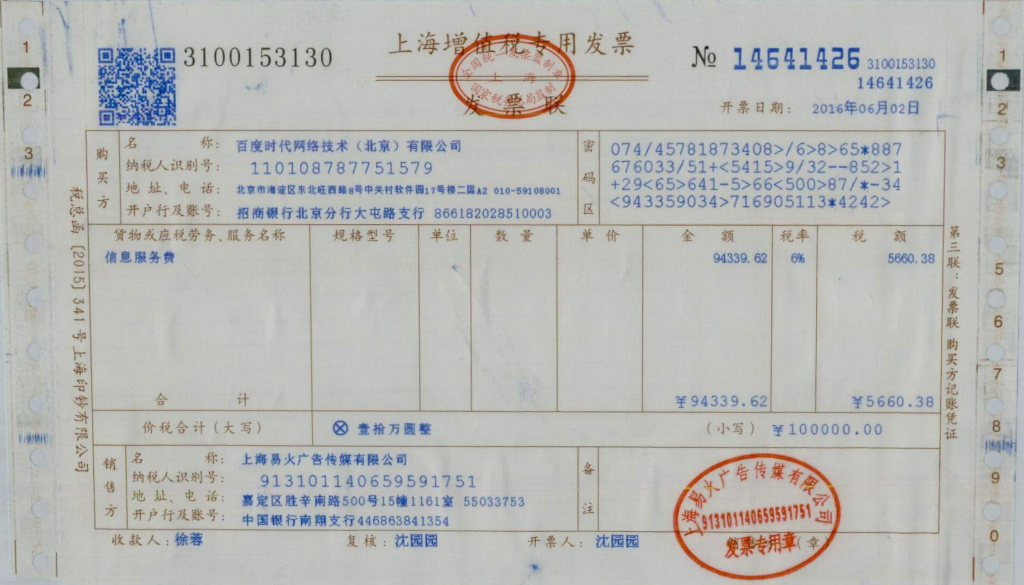 3100153130
上海增值税专用发票
发票联
全国统一发票监制章
上海
国家税务局监制
№ 14641426
3100153130
14641426
开票日期: 2016年06月02日
购买方
名 称: 百度时代网络技术（北京）有限公司
纳税人识别号: 110108787751579
地址、电话: 北京市海淀区东北旺西路8号中关村软件园17号楼二层A2 010-59108001
开户行及账号: 招商银行北京分行大屯路支行 866182028510003
密码区
074/45781873408>/6>8>65*887
676033/51+<5415>9/32--852>1
+29<65>641-5>66<500>87/*-34
<943359034>716905113*4242>
货物或应税劳务、服务名称 规格型号 单位 数量 单价 金额 税率 税额
信息服务费 94339.62 6% 5660.38
合 计 ¥94339.62 ¥5660.38
价税合计（大写） ⊗ 壹拾万圆整 （小写） ¥100000.00
销售方
名 称: 上海易火广告传媒有限公司
纳税人识别号: 913101140659591751
地址、电话: 嘉定区胜辛南路500号15幢1161室 55033753
开户行及账号: 中国银行南翔支行446863841354
备注
收款人: 徐蓉 复核: 沈园园 开票人: 沈园园 (章)
上海易火广告传媒有限公司
913101140659591751
发票专用章
税总函〔2015〕341号上海印钞有限公司
第三联: 发票联 购买方记账凭证
1
2
3
1
2
3
5
6
7
8
9
0